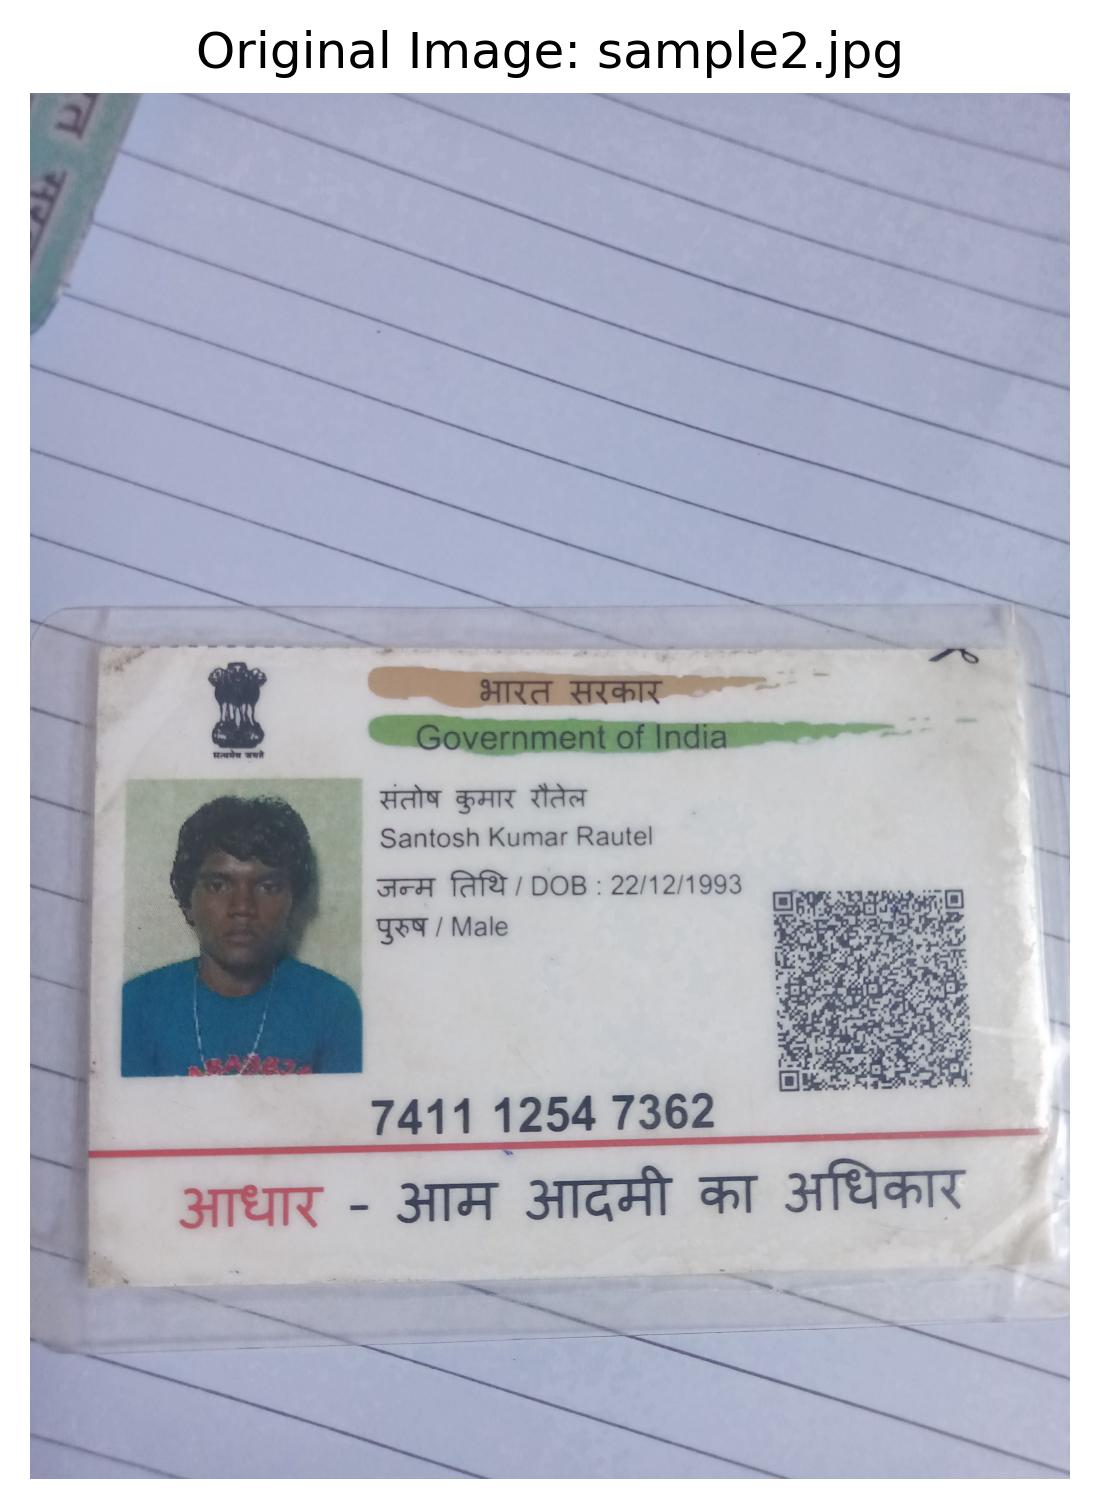 Original Image: sample2.jpg
भारत सरकार
Government of India
सत्यमेव जयते
संतोष कुमार रौतेल
Santosh Kumar Rautel
जन्म तिथि / DOB : 22/12/1993
पुरुष / Male
7411 1254 7362
आधार - आम आदमी का अधिकार